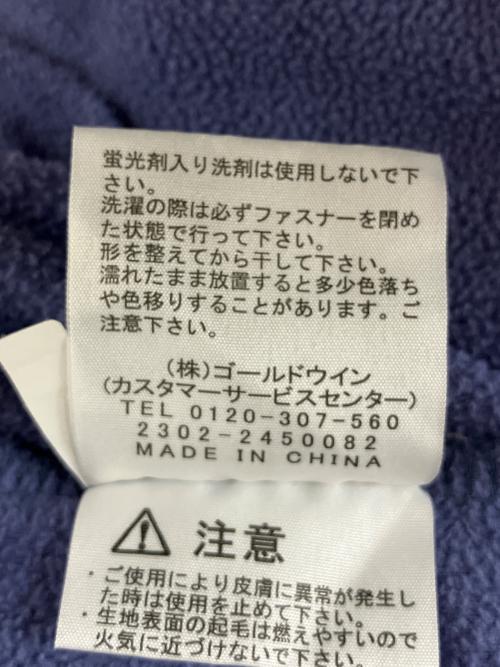 蛍光剤入り洗剤は使用しないで下
さい。
洗濯の際は必ずファスナーを閉め
た状態で行って下さい。
形を整えてから干して下さい。
濡れたまま放置すると多少色落ち
や色移りすることがあります。ご
注意下さい。
(株)ゴールドウイン
(カスタマーサービスセンター)
TEL 0120-307-560
2302-2450082
MADE IN CHINA
注意
・ご使用により皮膚に異常が発生し
た時は使用を止めて下さい。
・生地表面の起毛は燃えやすいので
火気に近づけないで下さい。